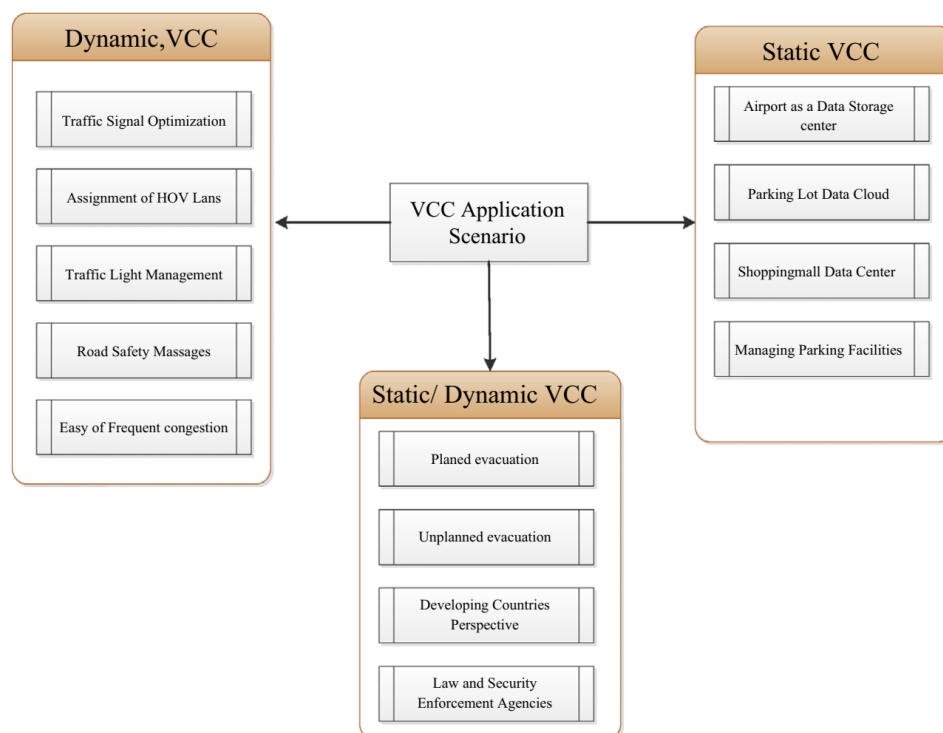 Dynamic,VCC
Traffic Signal Optimization
Assignment of HOV Lans
Traffic Light Management
Road Safety Massages
Easy of Frequent congestion
VCC Application
Scenario
Static VCC
Airport as a Data Storage
center
Parking Lot Data Cloud
Shoppingmall Data Center
Managing Parking Facilities
Static/ Dynamic VCC
Planed evacuation
Unplanned evacuation
Developing Countries
Perspective
Law and Security
Enforcement Agencies